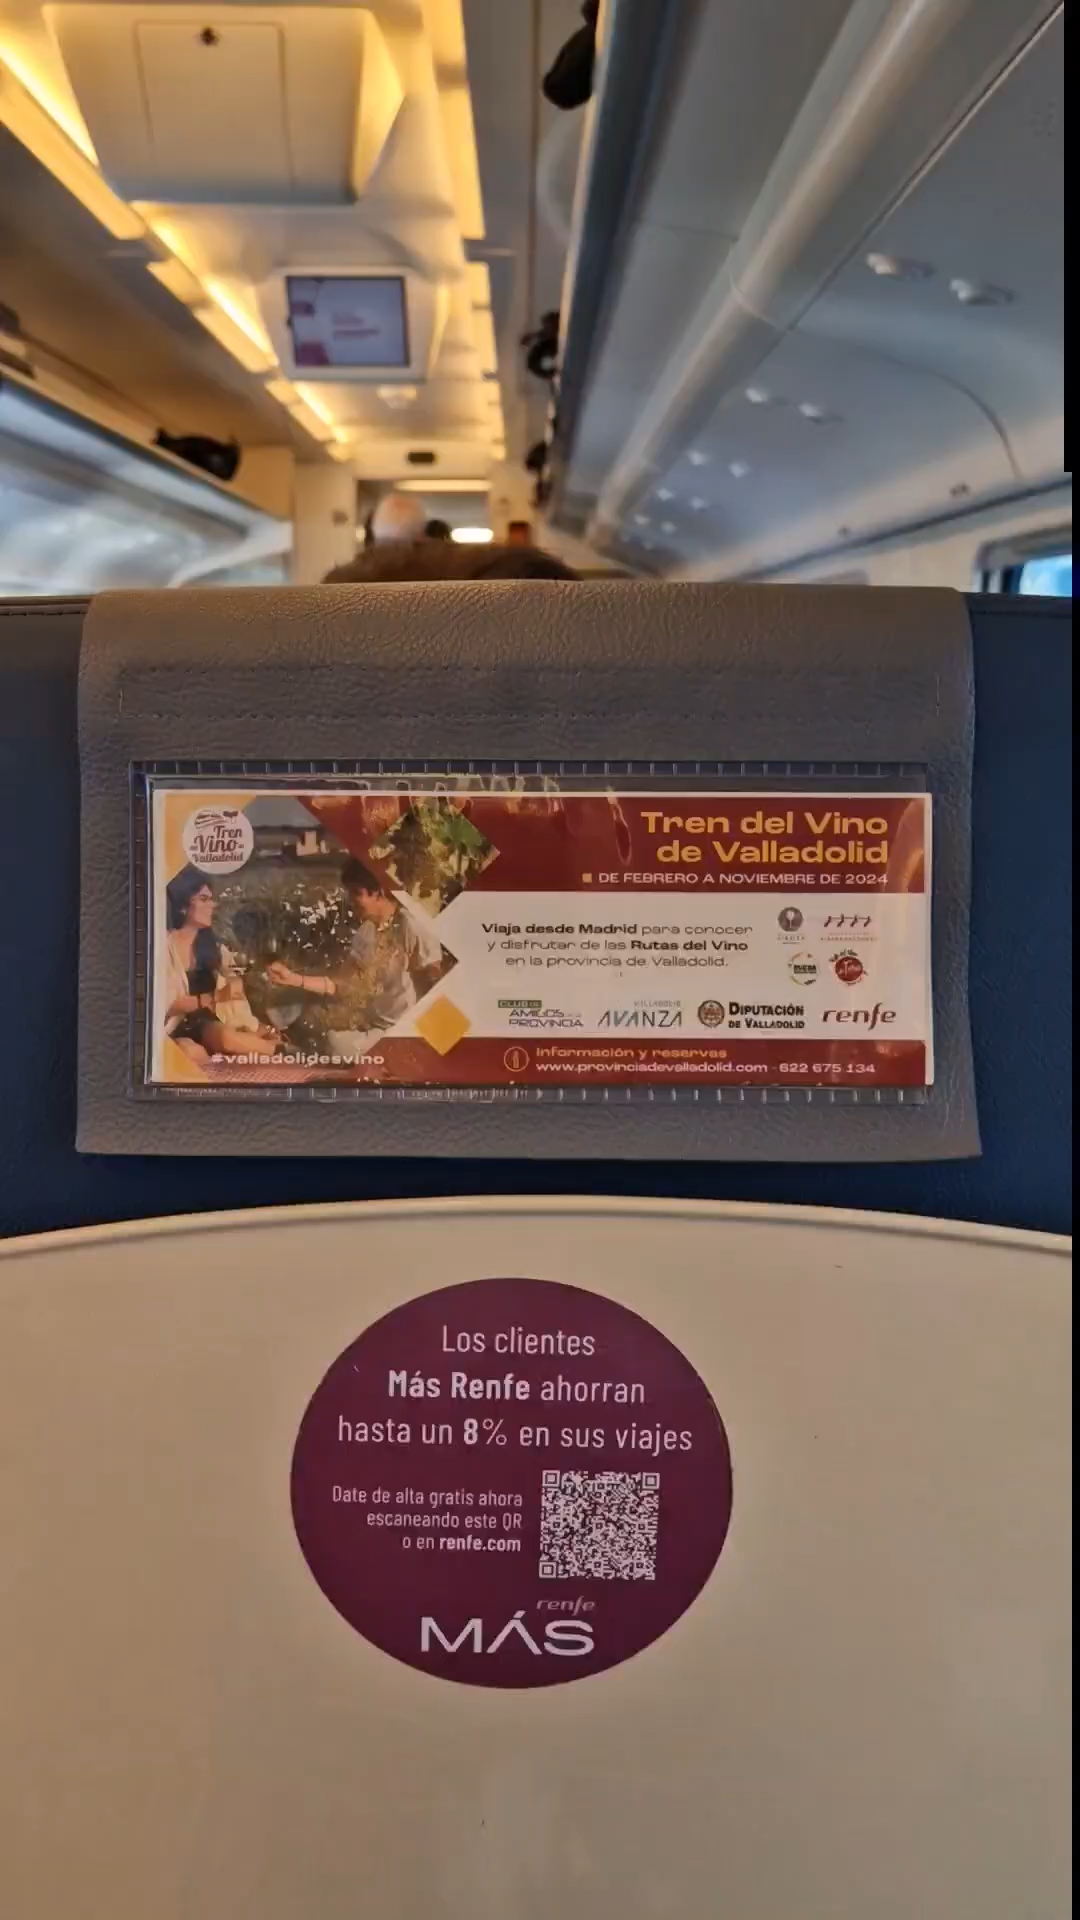 Tren
Vino
Valladolid
Tren del Vino
de Valladolid
DE FEBRERO A NOVIEMBRE DE 2024
Viaja desde Madrid para conocer
y disfrutar de las Rutas del Vino
en la provincia de Valladolid.
RUEDA
CLUB DE
AMIGOS DE LA
PROVINCIA
VALLADOLID
AVANZA
DIPUTACIÓN
DE VALLADOLID
renfe
#valladolidesvino
Información y reservas
www.provinciadevalladolid.com - 622 675 134
Los clientes
Más Renfe ahorran
hasta un 8% en sus viajes
Date de alta gratis ahora
escaneando este QR
o en renfe.com
renfe
MÁS